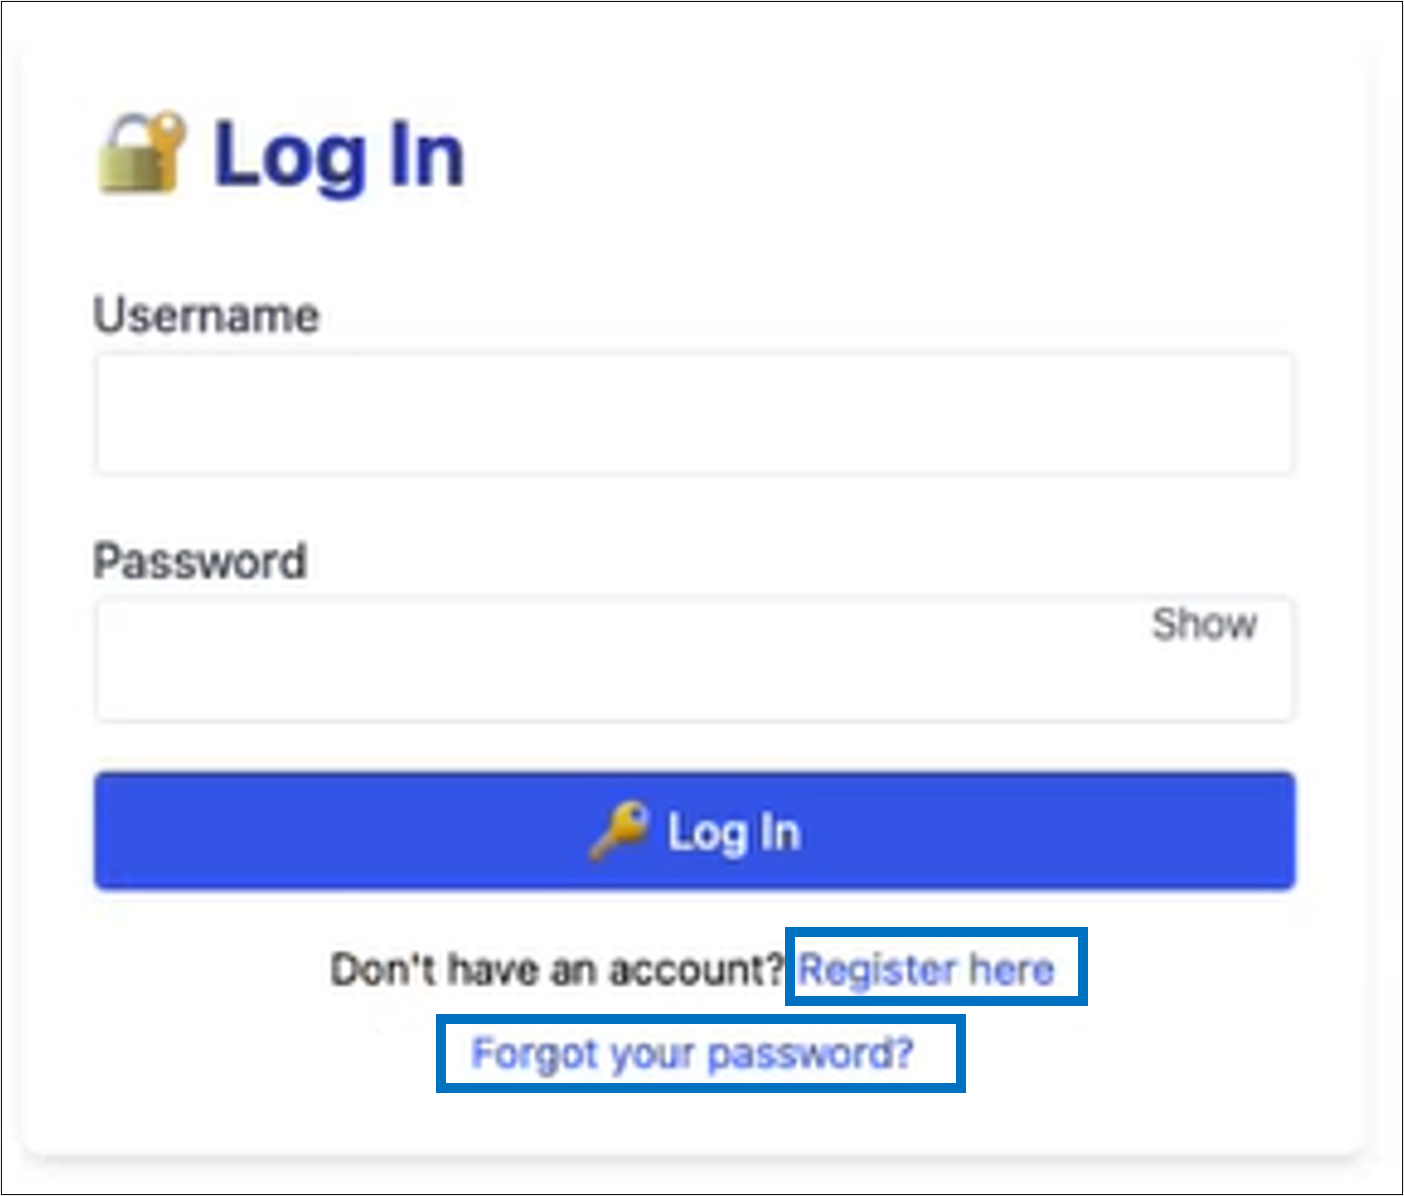 Log In
Username
Password
Show
Log In
Don't have an account? Register here
Forgot your password?